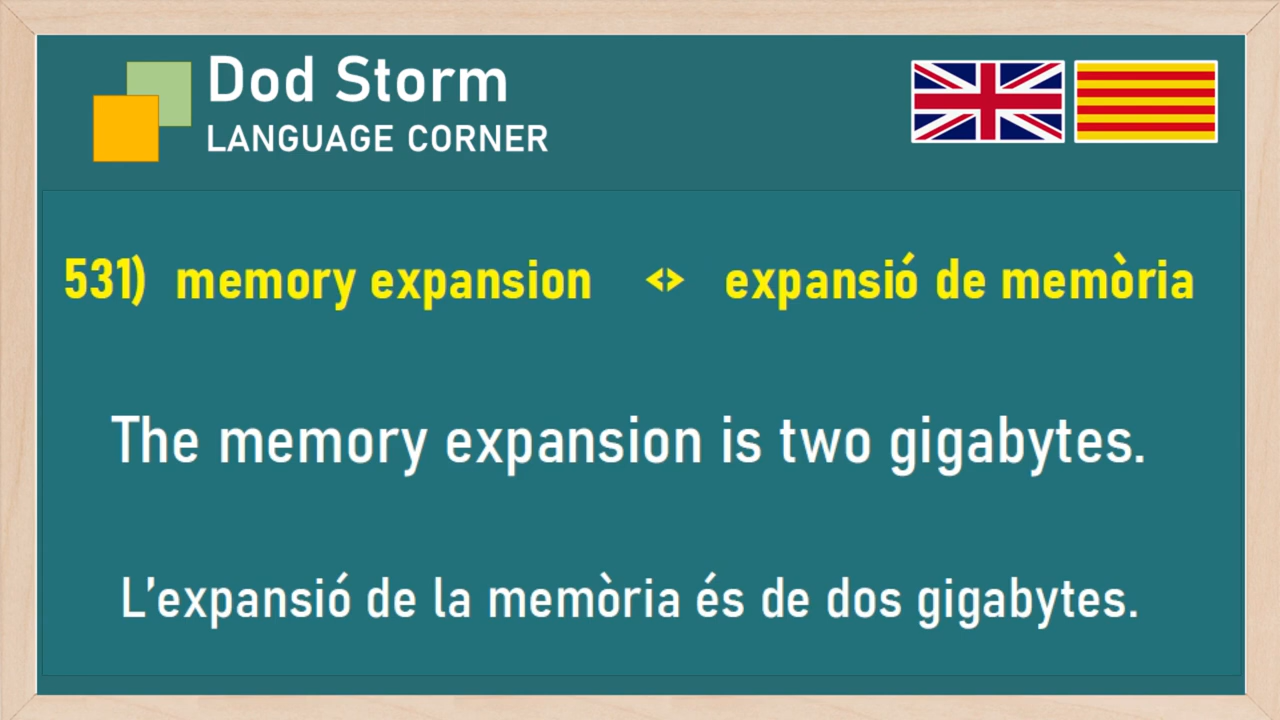 Dod Storm
LANGUAGE CORNER
531) memory expansion <> expansió de memòria
The memory expansion is two gigabytes.
L'expansió de la memòria és de dos gigabytes.